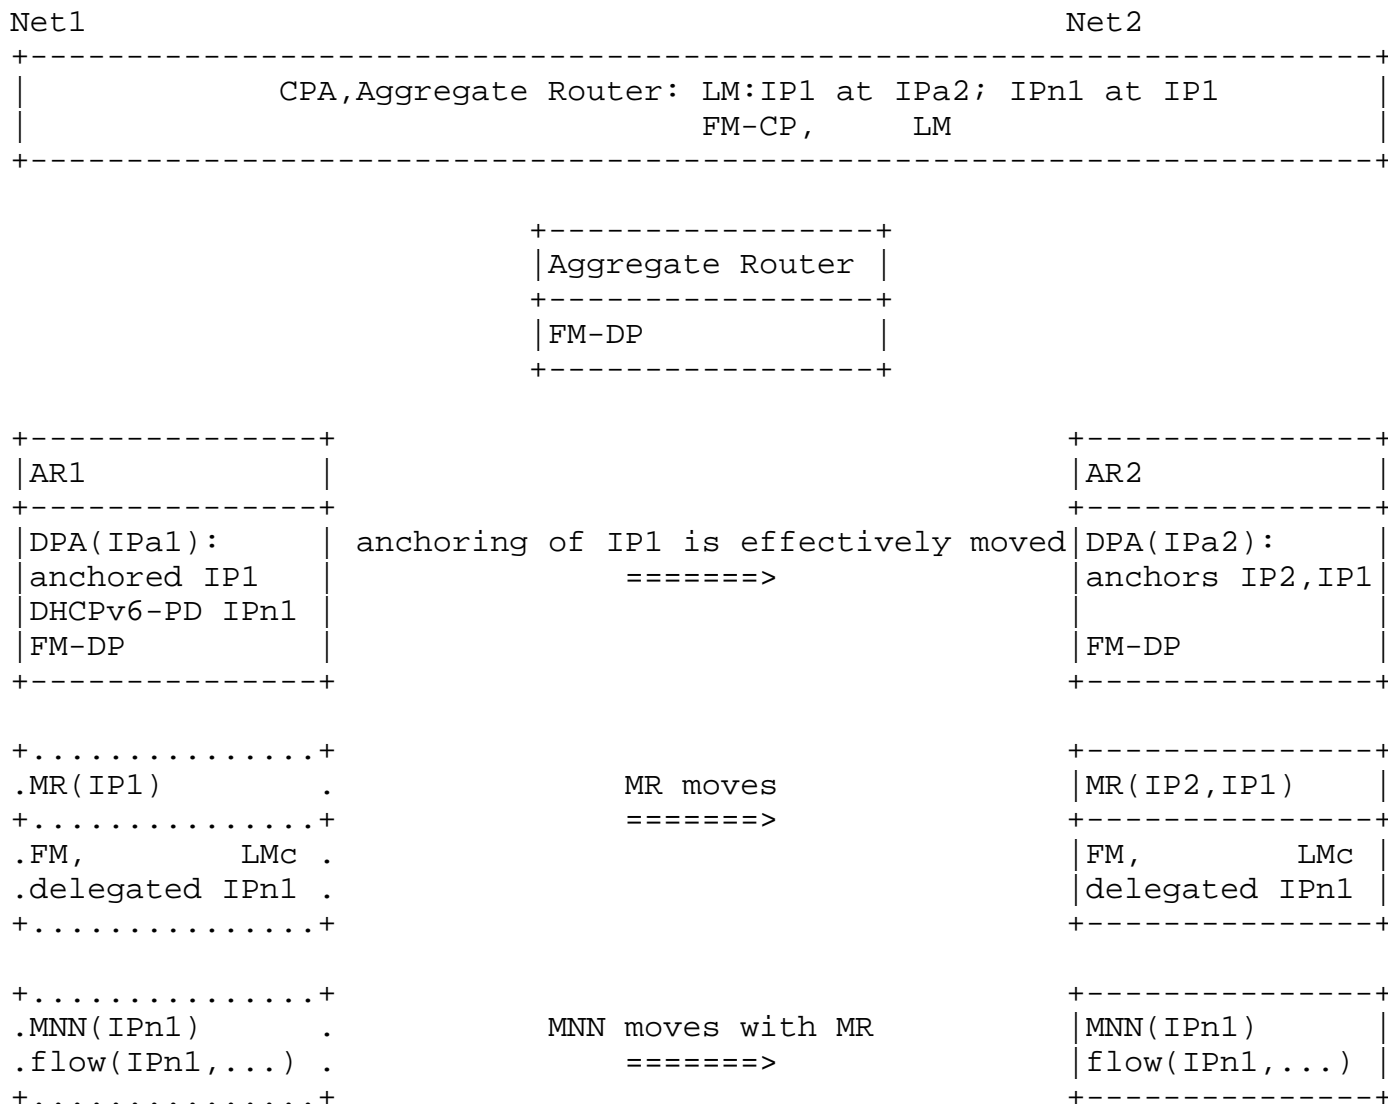 Net1                                                   Net2
+-----------------------------------------------------------------------+
|             CPA,Aggregate Router: LM:IP1 at IPa2; IPn1 at IP1         |
|                                   FM-CP,     LM                       |
+-----------------------------------------------------------------------+
                           +-----------------+
                           |Aggregate Router |
                           +-----------------+
                           |FM-DP            |
                           +-----------------+
+---------------+                                       +---------------+
|AR1            |                                       |AR2            |
+---------------+                                       +---------------+
|DPA(IPa1):     | anchoring of IP1 is effectively moved|DPA(IPa2):     |
|anchored IP1   |               =======>                |anchors IP2,IP1|
|DHCPv6-PD IPn1 |                                       |               |
|FM-DP          |                                       |FM-DP          |
+---------------+                                       +---------------+
+...............+                                       +---------------+
.MR(IP1)        .               MR moves                |MR(IP2,IP1)    |
+...............+               =======>                +---------------+
.FM,        LMc .                                       |FM,        LMc |
.delegated IPn1 .                                       |delegated IPn1 |
+...............+                                       +---------------+
+...............+                                       +---------------+
.MNN(IPn1)      .           MNN moves with MR           |MNN(IPn1)      |
.flow(IPn1,...) .               =======>                |flow(IPn1,...) |
+...............+                                       +---------------+